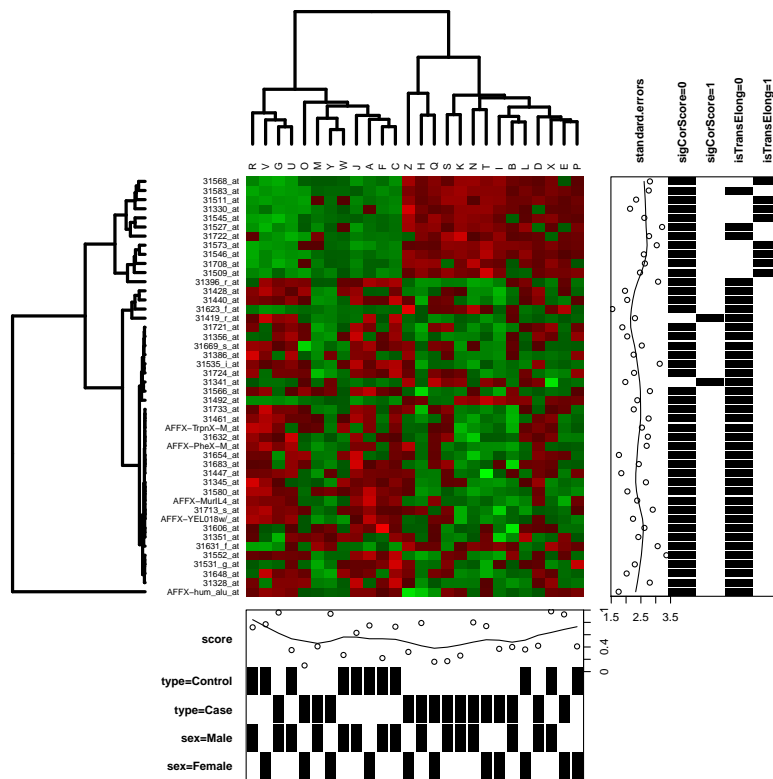 standard.errors
sigCorScore=0
sigCorScore=1
isTransElong=0
isTransElong=1
R V G U O M Y W J A F C Z H Q S K N T I B L D X E P
31568_at
31583_at
31511_at
31330_at
31545_at
31527_at
31722_at
31573_at
31546_at
31708_at
31509_at
31396_r_at
31428_at
31440_at
31623_f_at
31419_r_at
31721_at
31356_at
31669_s_at
31386_at
31535_i_at
31724_at
31341_at
31566_at
31492_at
31733_at
31461_at
AFFX−TrpnX−M_at
31632_at
AFFX−PheX−M_at
31654_at
31683_at
31447_at
31345_at
31580_at
AFFX−MurIL4_at
31713_s_at
AFFX−YEL018w/_at
31606_at
31351_at
31631_f_at
31552_at
31531_g_at
31648_at
31328_at
AFFX−hum_alu_at
1.5 2.5 3.5
score
0 0.4 1
type=Control
type=Case
sex=Male
sex=Female